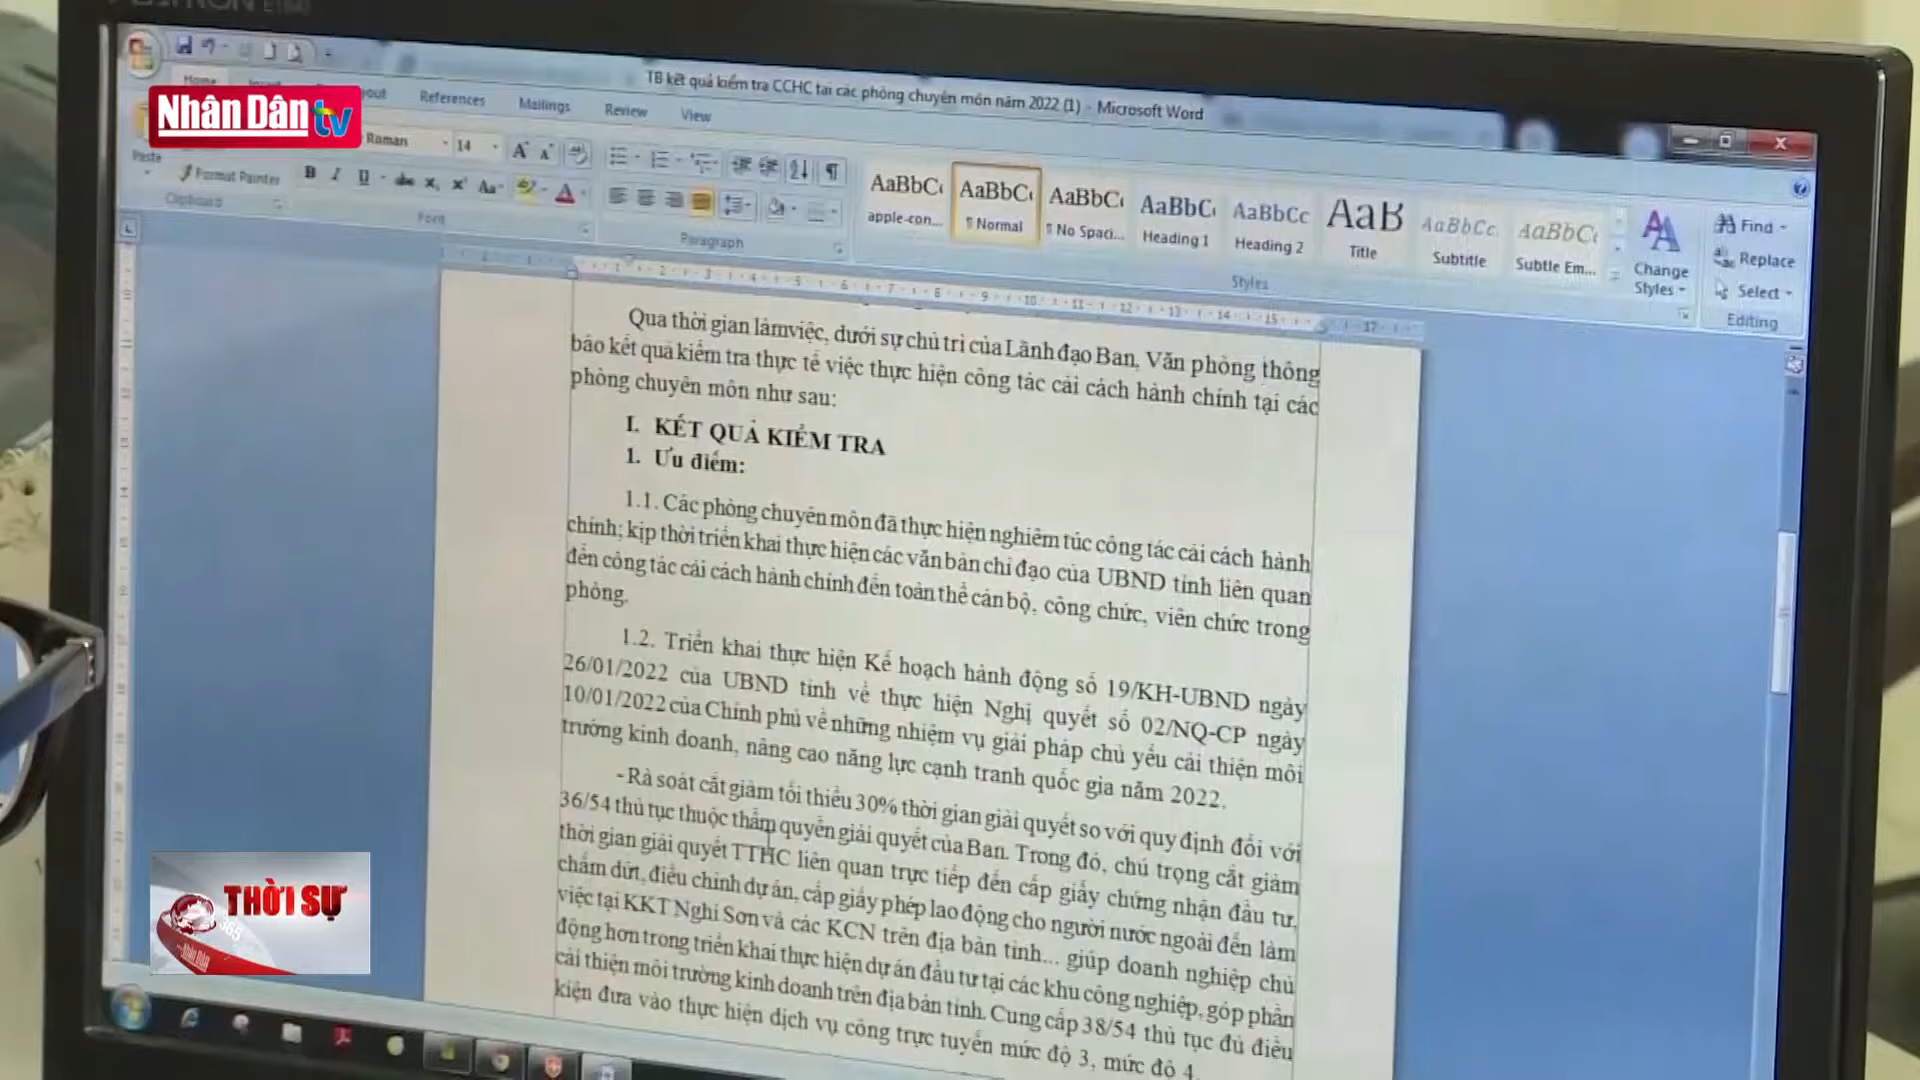 TB kết quả kiểm tra CCHC tại các phòng chuyên môn năm 2022 (1) - Microsoft Word
Home
References Mailings Review View
Nhân Dân tv
Roman 14
Paste
Format Painter
Clipboard Font Paragraph Styles Editing
AaBbCc AaBbCc AaBbCc AaBbC AaBbCc AaB AaBbCc. AaBbCc
apple-con... ¶ Normal ¶ No Spaci... Heading 1 Heading 2 Title Subtitle Subtle Em...
Change Styles
Find
Replace
Select
Qua thời gian làmviệc, dưới sự chủ trì của Lãnh đạo Ban, Văn phòng thông
báo kết quả kiểm tra thực tế việc thực hiện công tác cải cách hành chính tại các
phòng chuyên môn như sau:
I. KẾT QUẢ KIỂM TRA
1. Ưu điểm:
1.1. Các phòng chuyên môn đã thực hiện nghiêm túc công tác cải cách hành
chính; kịp thời triển khai thực hiện các văn bản chỉ đạo của UBND tỉnh liên quan
đến công tác cải cách hành chính đến toàn thể cán bộ, công chức, viên chức trong
phòng.
1.2. Triển khai thực hiện Kế hoạch hành động số 19/KH-UBND ngày
26/01/2022 của UBND tỉnh về thực hiện Nghị quyết số 02/NQ-CP ngày
10/01/2022 của Chính phủ về những nhiệm vụ giải pháp chủ yếu cải thiện môi
trường kinh doanh, nâng cao năng lực cạnh tranh quốc gia năm 2022.
- Rà soát cắt giảm tối thiểu 30% thời gian giải quyết so với quy định đối với
36/54 thủ tục thuộc thẩm quyền giải quyết của Ban. Trong đó, chú trọng cắt giảm
thời gian giải quyết TTHC liên quan trực tiếp đến cấp giấy chứng nhận đầu tư,
chấm dứt, điều chỉnh dự án, cấp giấy phép lao động cho người nước ngoài đến làm
việc tại KKT Nghi Sơn và các KCN trên địa bàn tỉnh... giúp doanh nghiệp chủ
động hơn trong triển khai thực hiện dự án đầu tư tại các khu công nghiệp, góp phần
cải thiện môi trường kinh doanh trên địa bàn tỉnh. Cung cấp 38/54 thủ tục đủ điều
kiện đưa vào thực hiện dịch vụ công trực tuyến mức độ 3, mức độ 4.
THỜI SỰ
365
Nhân Dân